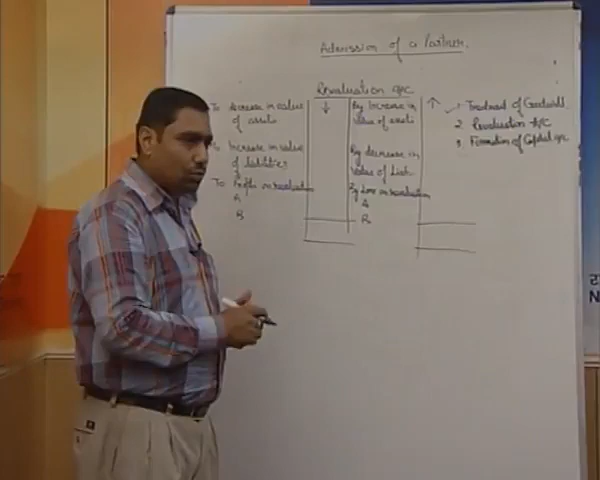 Admission of a Partner.
Revaluation A/c
To decrease in value
of assets
To Increase in value
of liabilities
To Profit on revaluation
A
B
↓
By Increase in
value of assets
By decrease in
value of Liab.
By Loss on revaluation
A
B
↑
1. Treatment of Goodwill
2. Revaluation A/c
3. Formation of Capital a/c
N